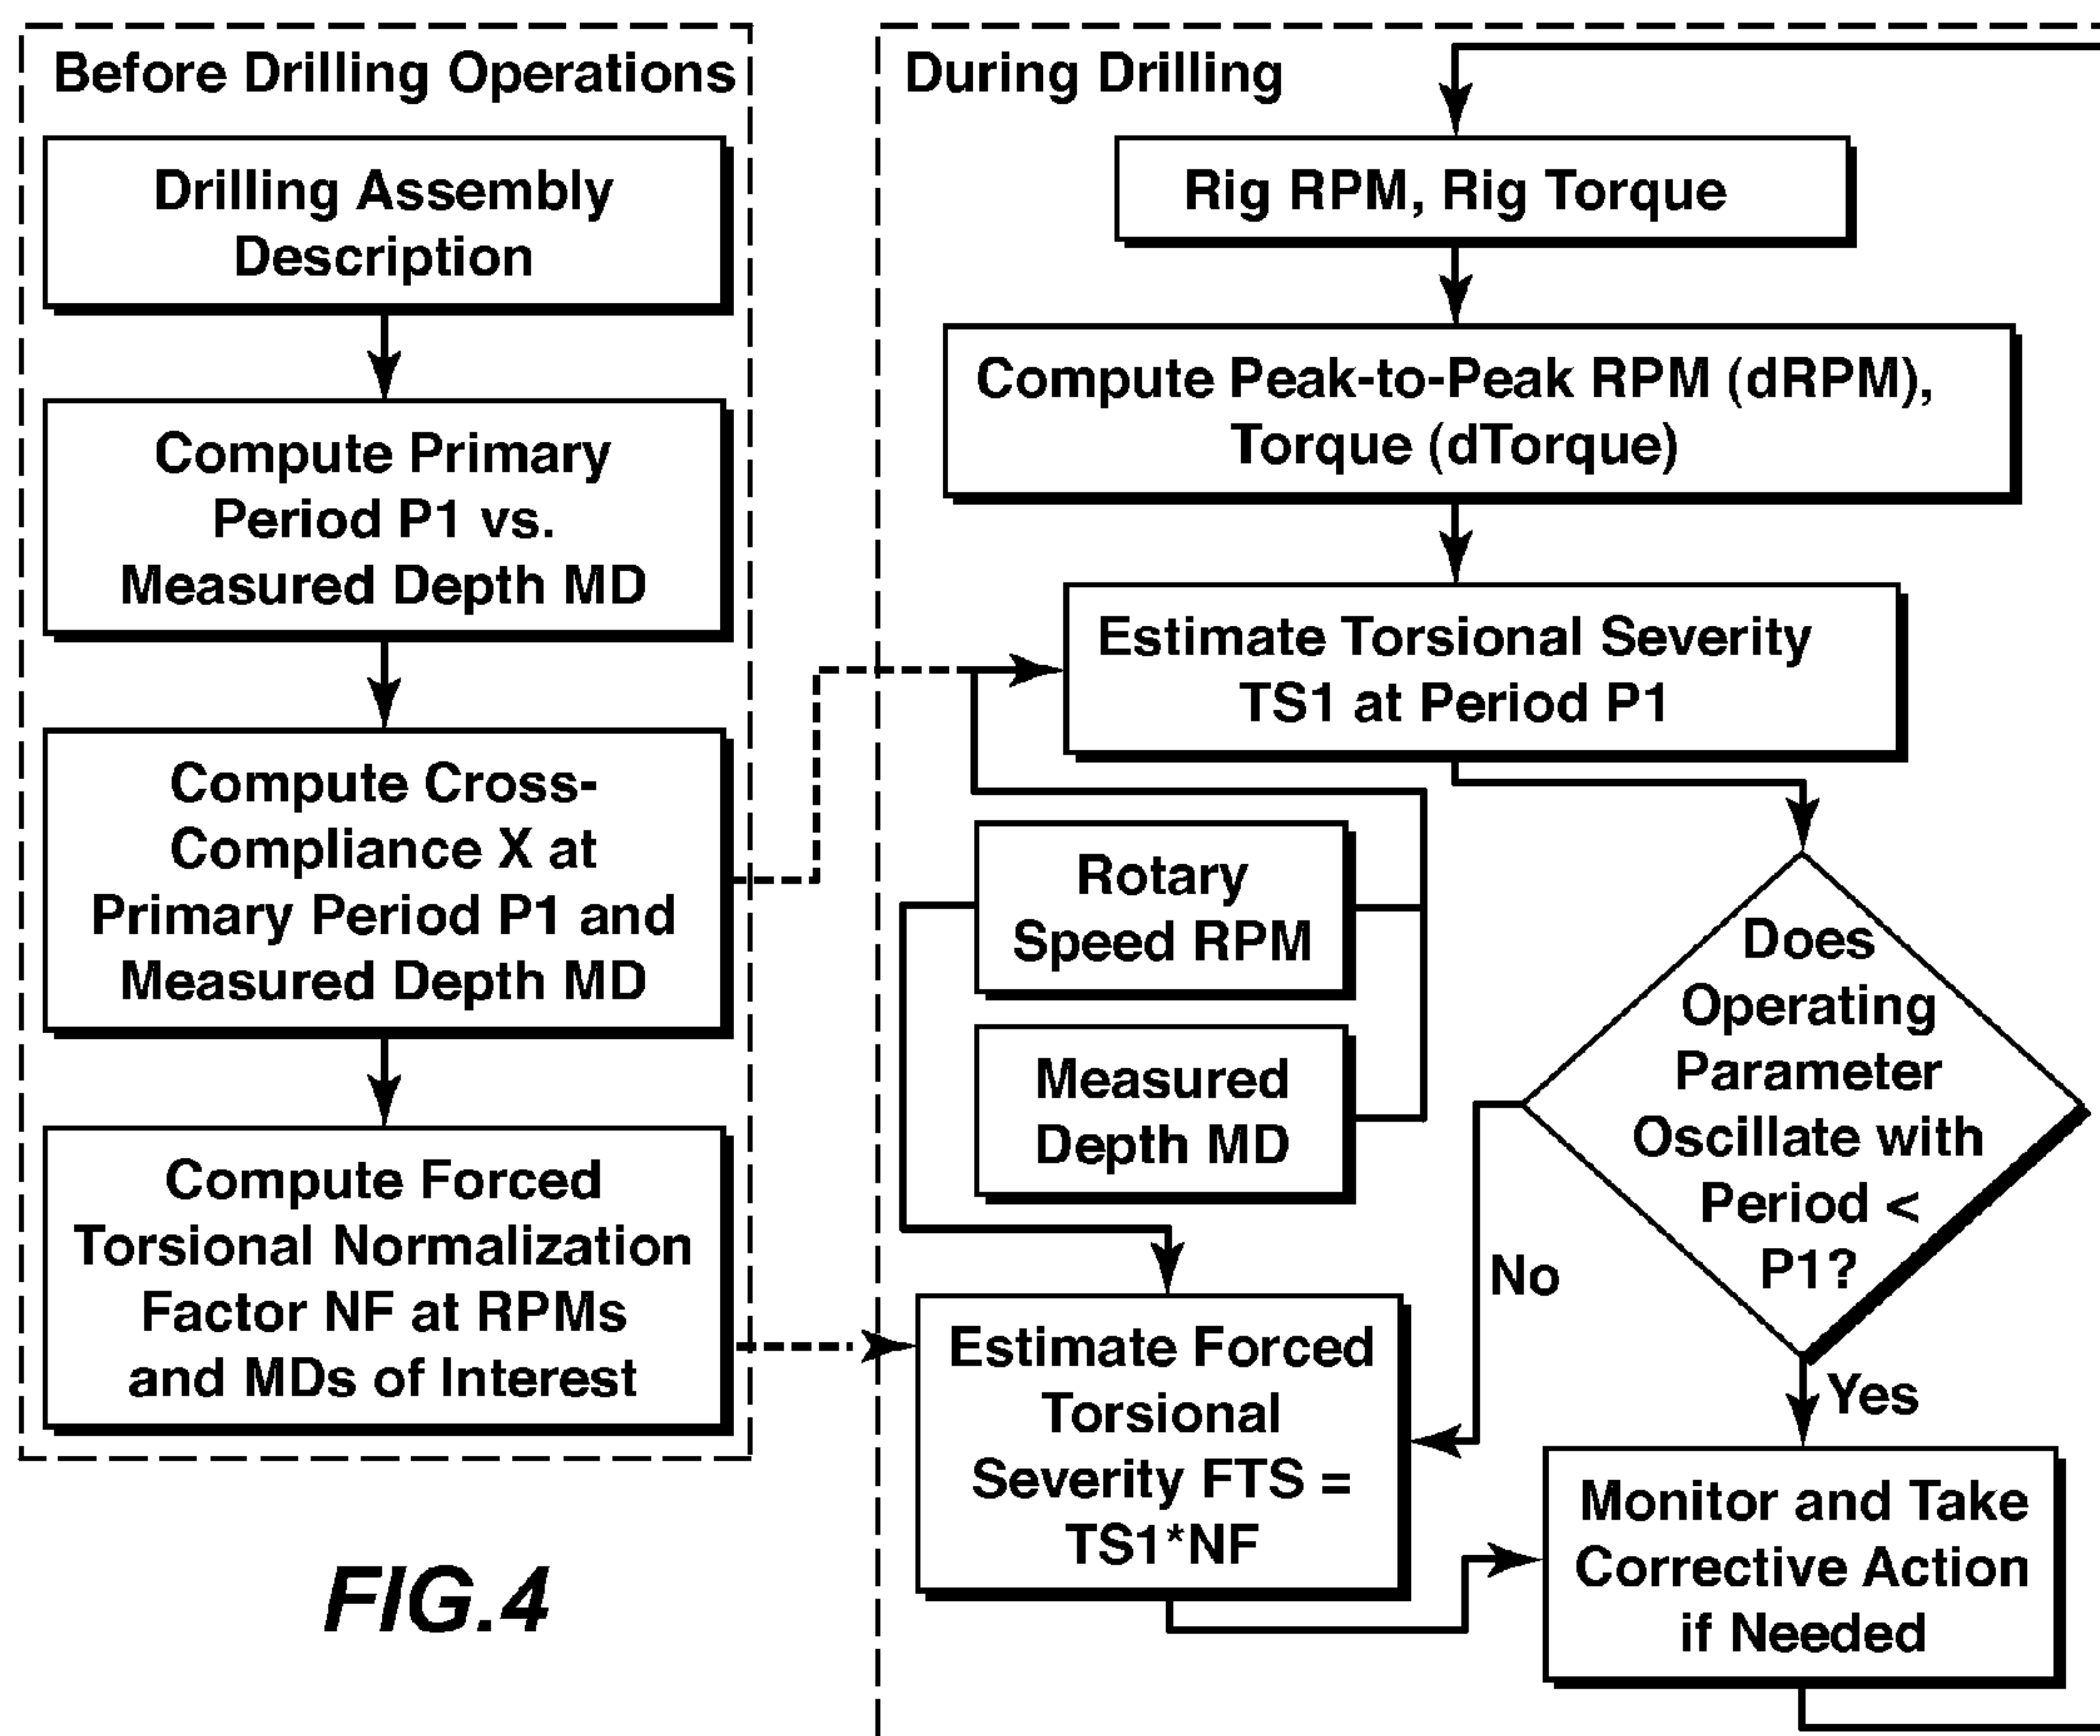 Before Drilling Operations
Drilling Assembly
Description
Compute Primary
Period P1 vs.
Measured Depth MD
Compute Cross-
Compliance X at
Primary Period P1 and
Measured Depth MD
Compute Forced
Torsional Normalization
Factor NF at RPMs
and MDs of Interest
FIG.4
During Drilling
Rig RPM, Rig Torque
Compute Peak-to-Peak RPM (dRPM),
Torque (dTorque)
Estimate Torsional Severity
TS1 at Period P1
Rotary
Speed RPM
Measured
Depth MD
Does
Operating
Parameter
Oscillate with
Period <
P1?
No
Yes
Estimate Forced
Torsional
Severity FTS =
TS1*NF
Monitor and Take
Corrective Action
if Needed